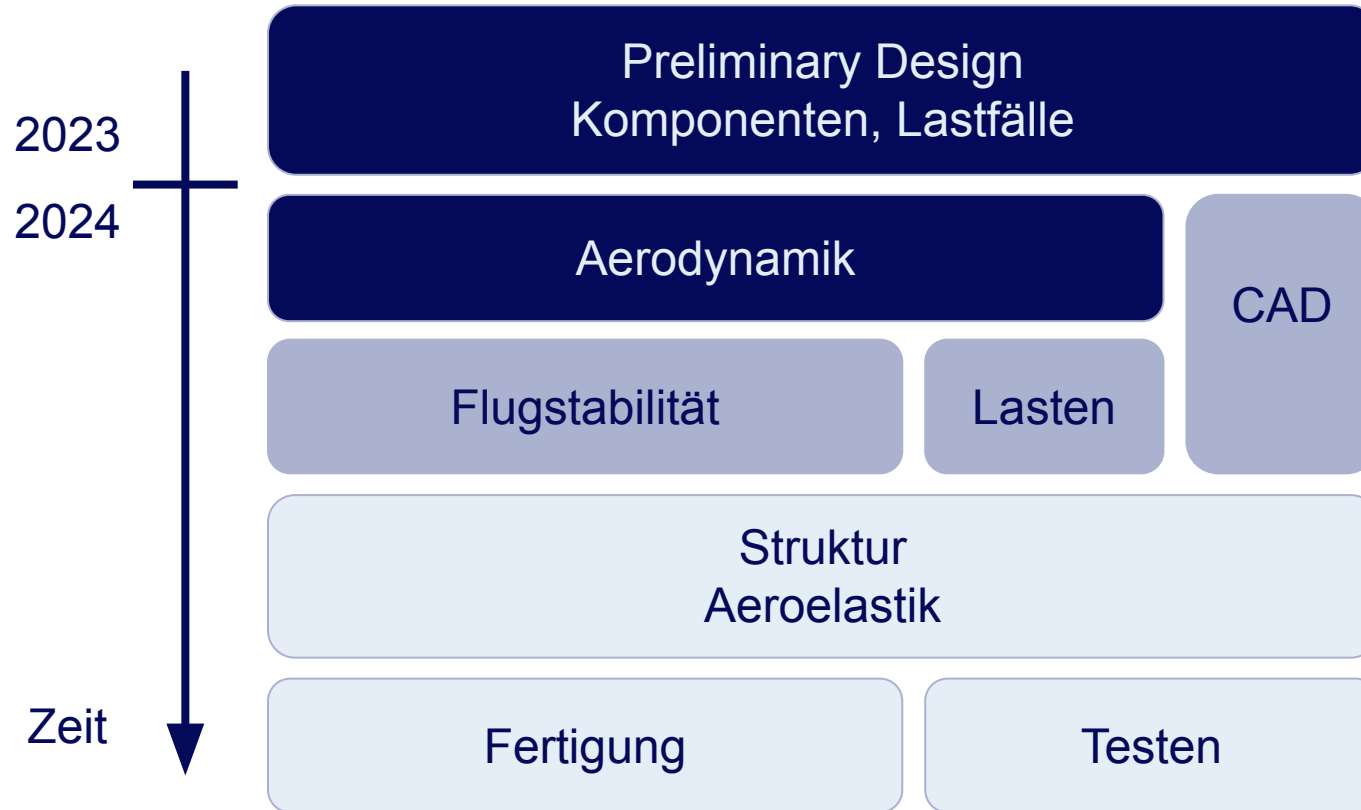 Preliminary Design
Komponenten, Lastfälle
2023
2024
Aerodynamik
CAD
Flugstabilität
Lasten
Struktur
Aeroelastik
Zeit
Fertigung
Testen